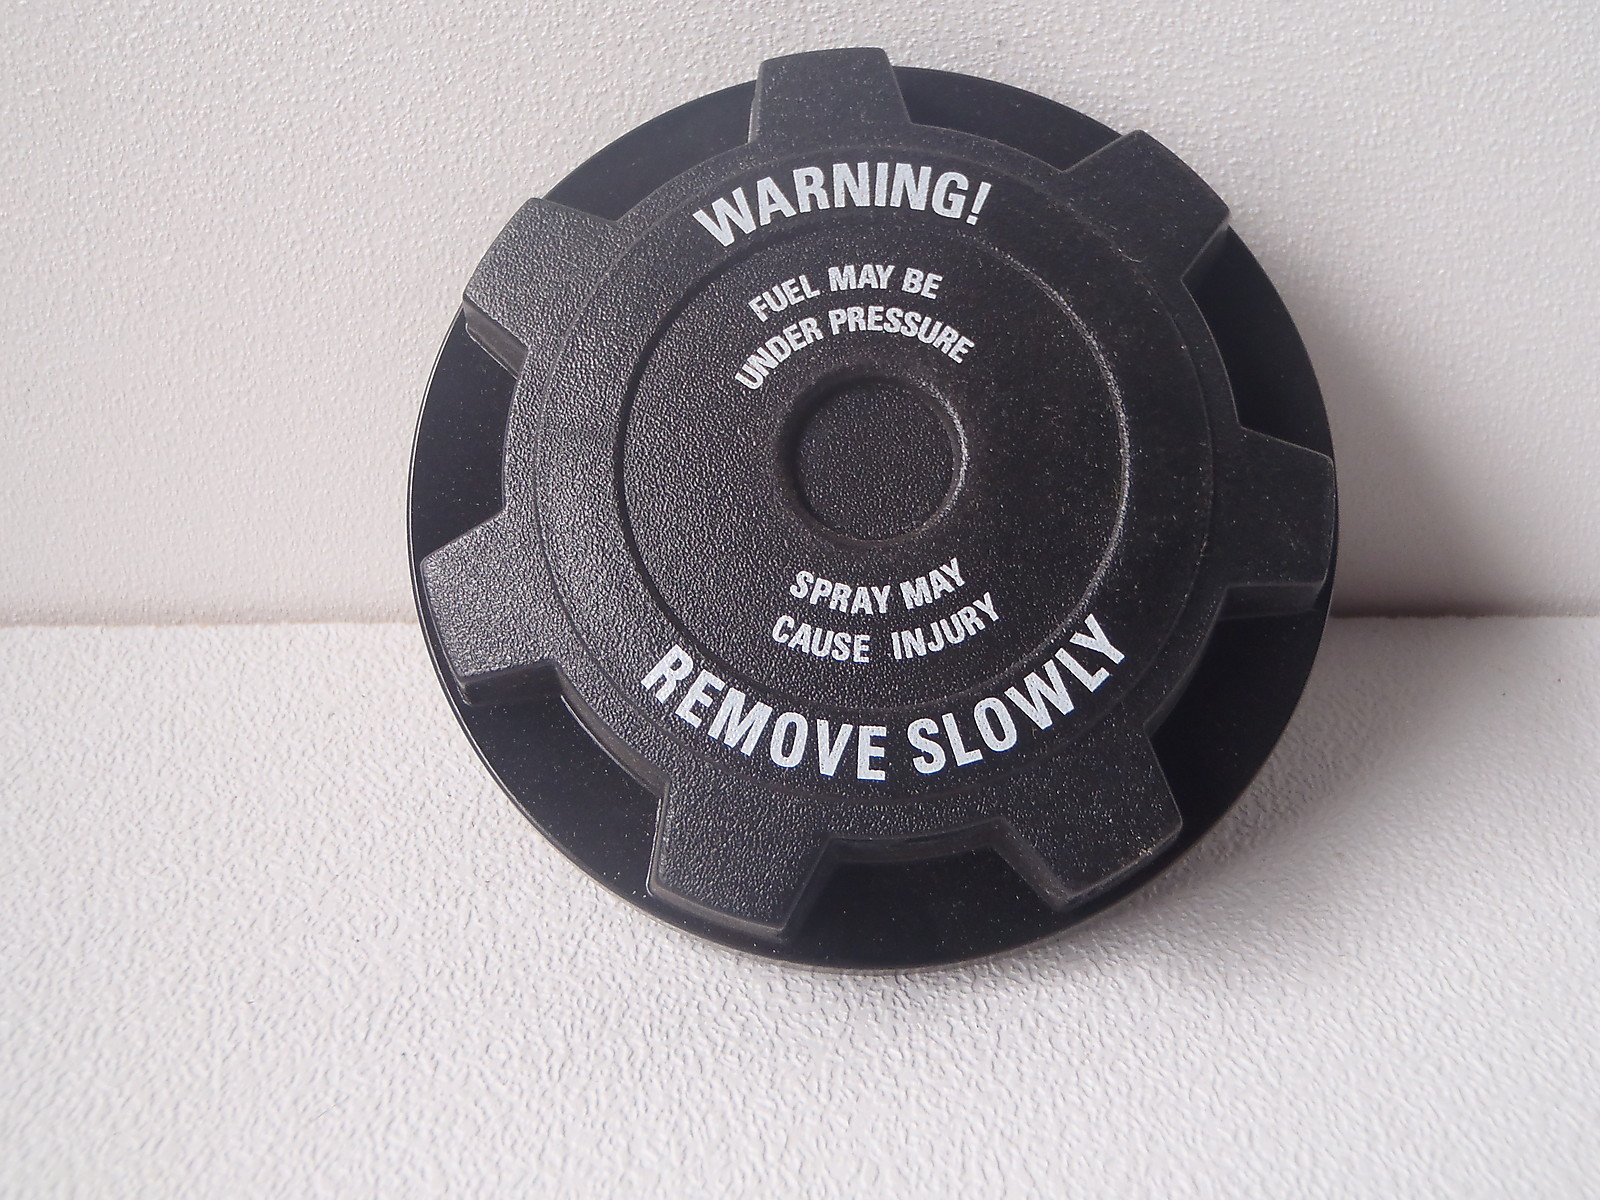 WARNING!
FUEL MAY BE
UNDER PRESSURE
SPRAY MAY
CAUSE INJURY
REMOVE SLOWLY